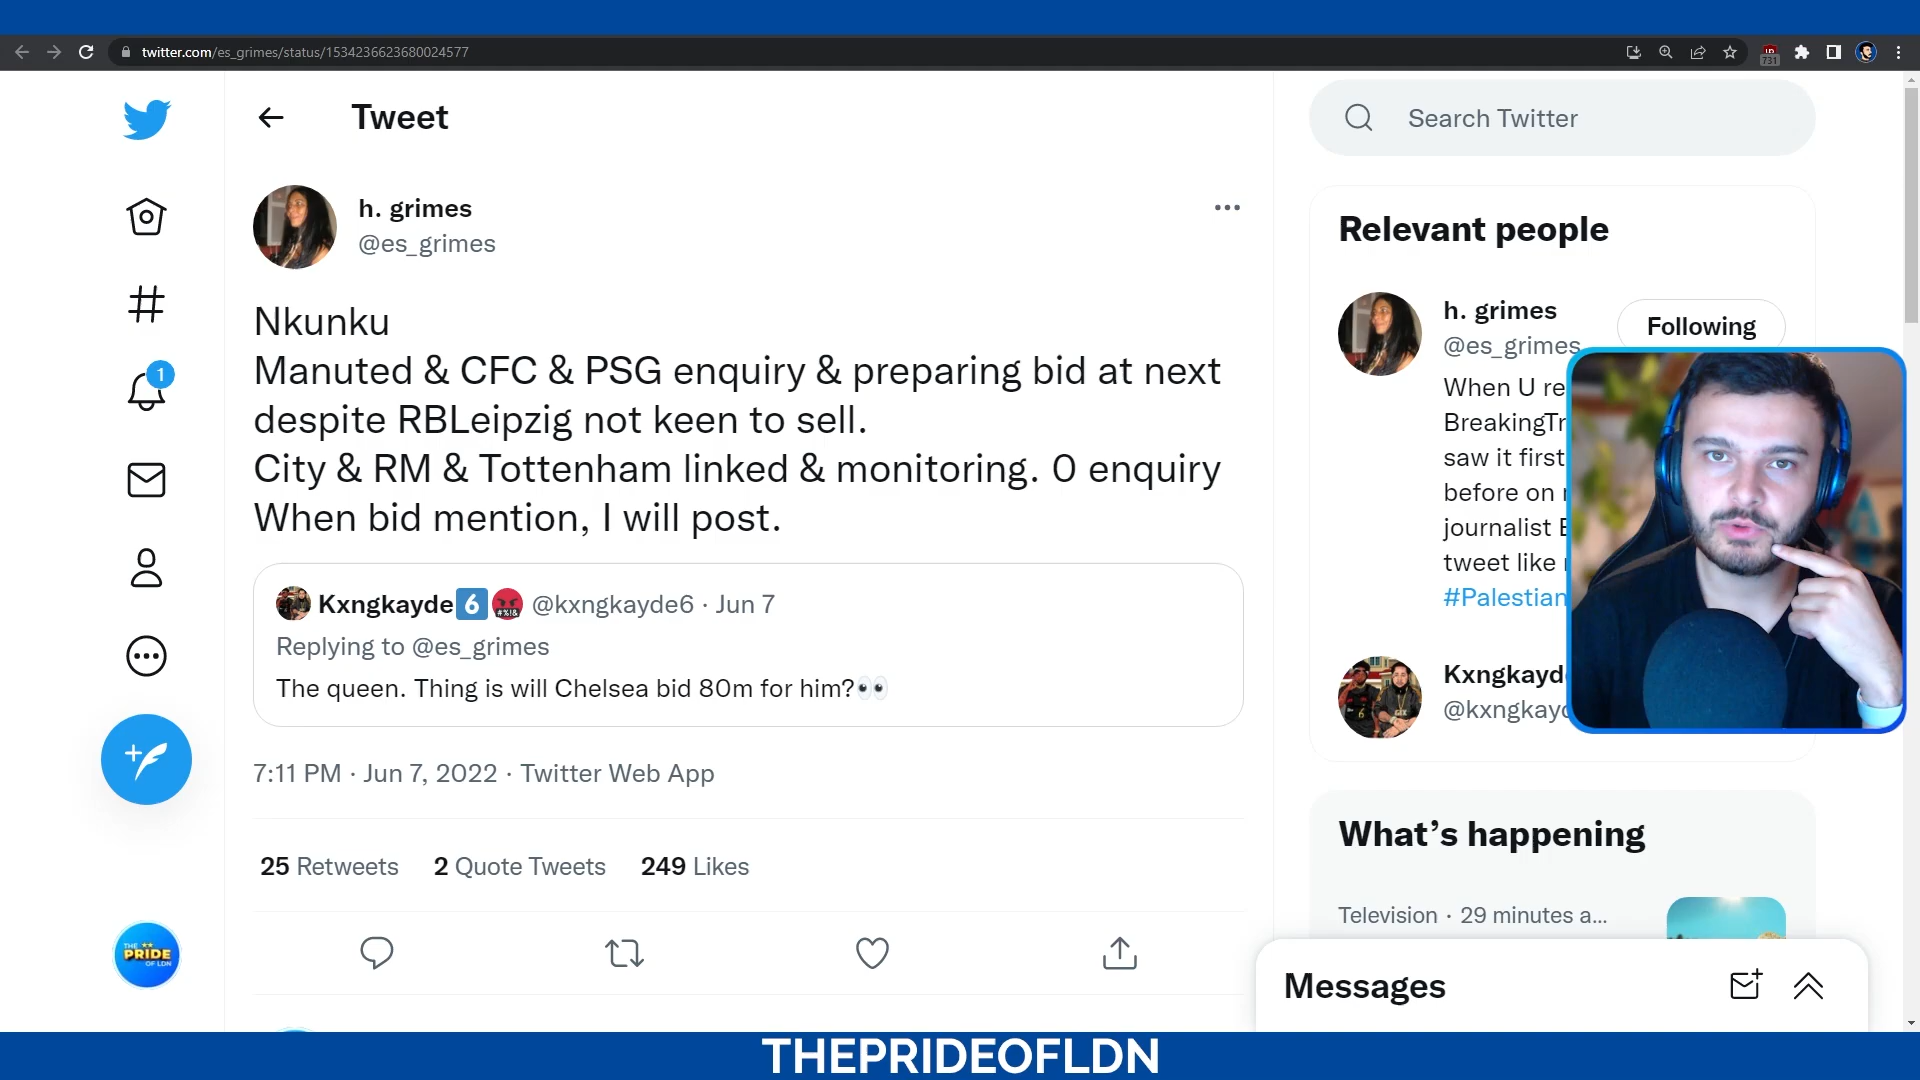 twitter.com/es_grimes/status/1534236623680024577
731
Tweet
Search Twitter
h. grimes
@es_grimes
Nkunku
Manuted & CFC & PSG enquiry & preparing bid at next
despite RBLeipzig not keen to sell.
City & RM & Tottenham linked & monitoring. 0 enquiry
When bid mention, I will post.
Kxngkayde6️⃣🤬 @kxngkayde6 · Jun 7
Replying to @es_grimes
The queen. Thing is will Chelsea bid 80m for him?👀
7:11 PM · Jun 7, 2022 · Twitter Web App
25 Retweets 2 Quote Tweets 249 Likes
1
THE
PRIDE
OF LDN
Relevant people
h. grimes
Following
@es_grimes
When U re
BreakingTr
saw it first
before on
journalist
tweet like
#Palestian
Kxngkayd
@kxngkay
What's happening
Television · 29 minutes a...
Messages
THEPRIDEOFLDN